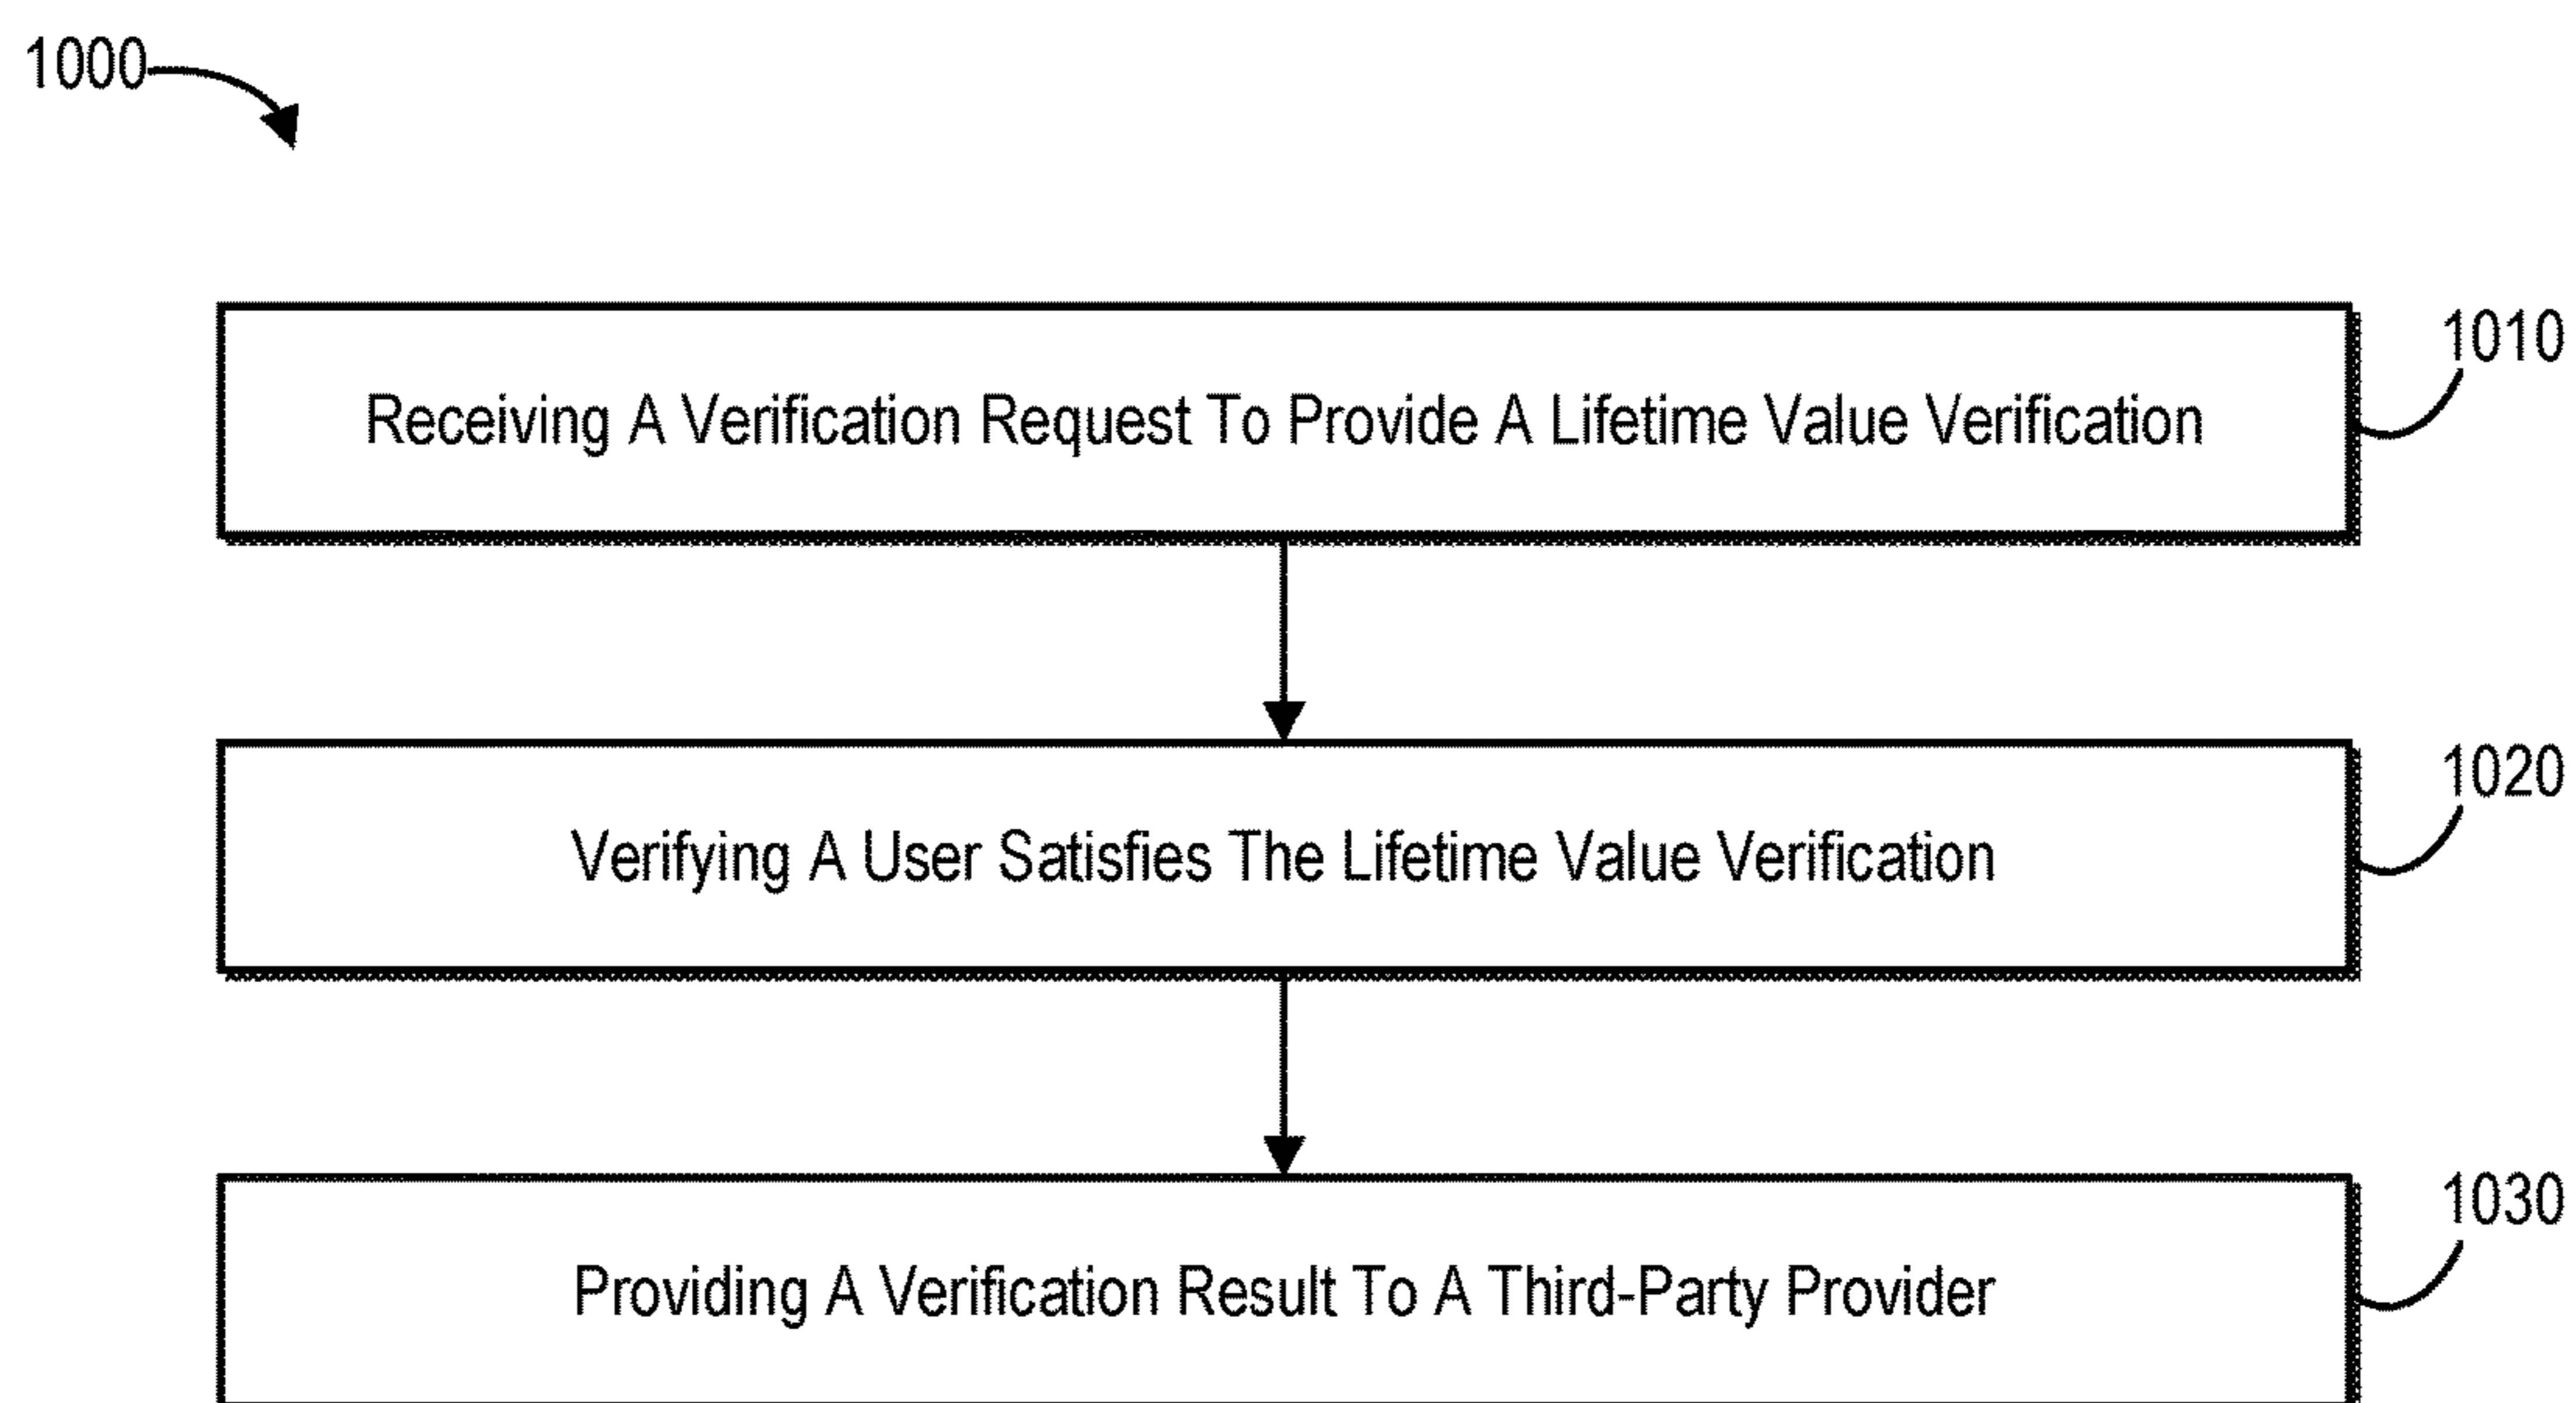 1000
Receiving A Verification Request To Provide A Lifetime Value Verification
1010
Verifying A User Satisfies The Lifetime Value Verification
1020
Providing A Verification Result To A Third-Party Provider
1030